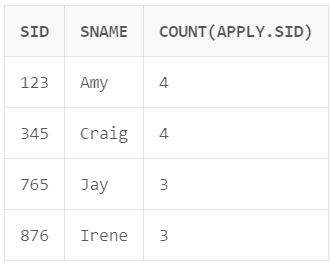 SID SNAME COUNT(APPLY.SID)
123 Amy 4
345 Craig 4
765 Jay 3
876 Irene 3